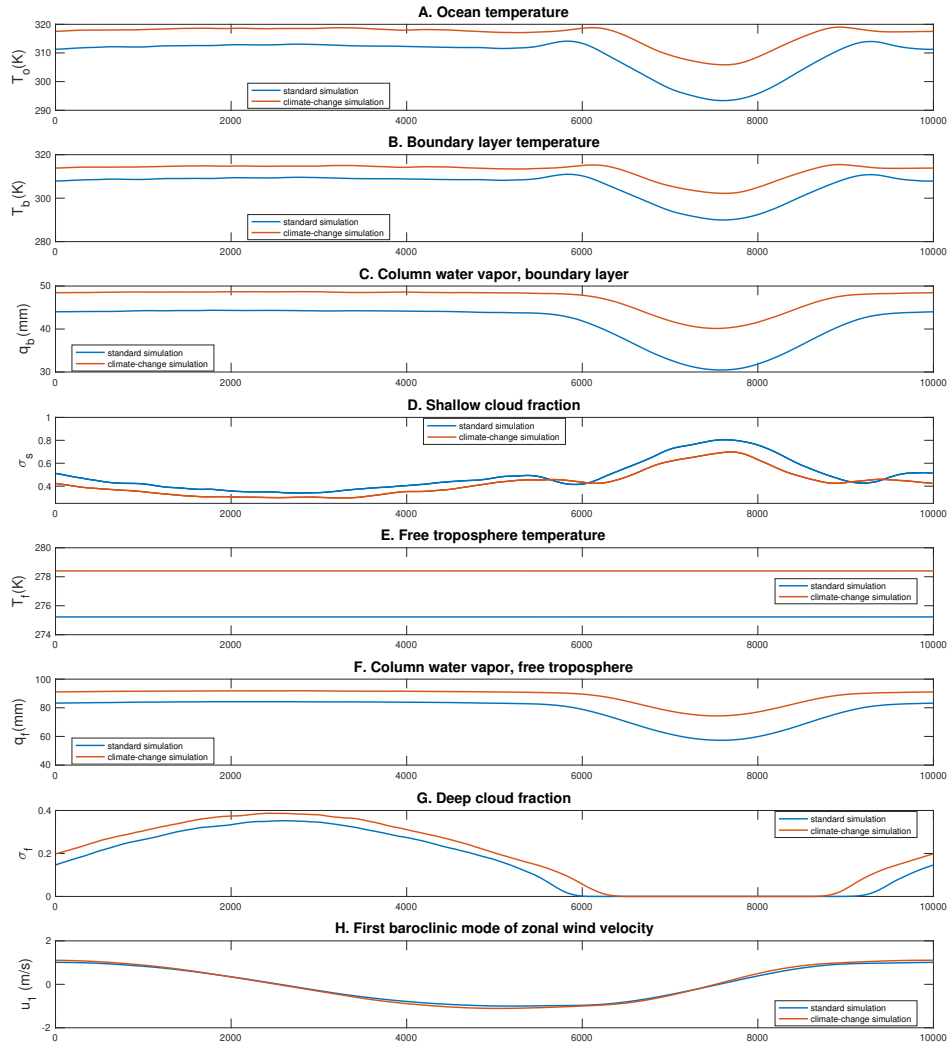 A. Ocean temperature
320
310
300
290
T_o(K)
standard simulation
climate-change simulation
0 2000 4000 6000 8000 10000
B. Boundary layer temperature
320
300
280
T_b(K)
standard simulation
climate-change simulation
0 2000 4000 6000 8000 10000
C. Column water vapor, boundary layer
50
40
30
q_b(mm)
standard simulation
climate-change simulation
0 2000 4000 6000 8000 10000
D. Shallow cloud fraction
1
0.8
0.6
0.4
σ_s
standard simulation
climate-change simulation
0 2000 4000 6000 8000 10000
E. Free troposphere temperature
280
278
276
274
T_f(K)
standard simulation
climate-change simulation
0 2000 4000 6000 8000 10000
F. Column water vapor, free troposphere
100
80
60
40
q_f(mm)
standard simulation
climate-change simulation
0 2000 4000 6000 8000 10000
G. Deep cloud fraction
0.4
0.2
0
σ_f
standard simulation
climate-change simulation
0 2000 4000 6000 8000 10000
H. First baroclinic mode of zonal wind velocity
2
0
-2
u_1 (m/s)
standard simulation
climate-change simulation
0 2000 4000 6000 8000 10000